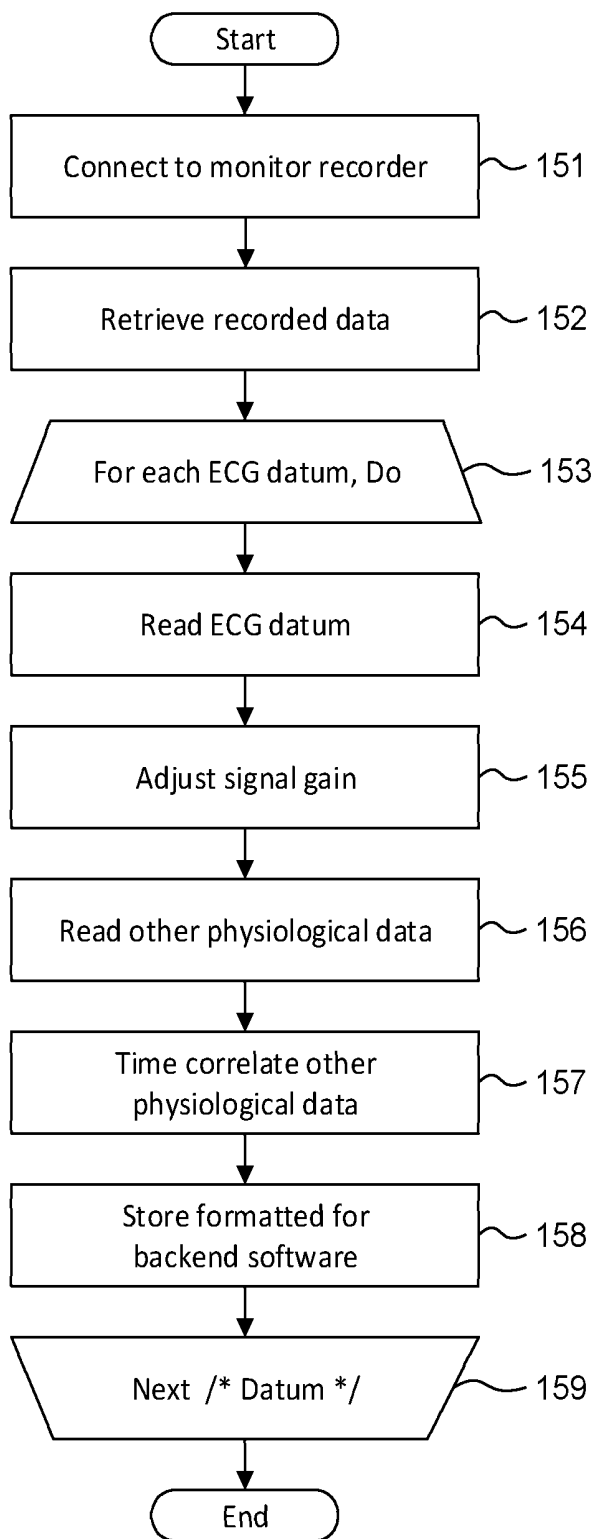 Start
Connect to monitor recorder
151
Retrieve recorded data
152
For each ECG datum, Do
153
Read ECG datum
154
Adjust signal gain
155
Read other physiological data
156
Time correlate other
physiological data
157
Store formatted for
backend software
158
Next /* Datum */
159
End